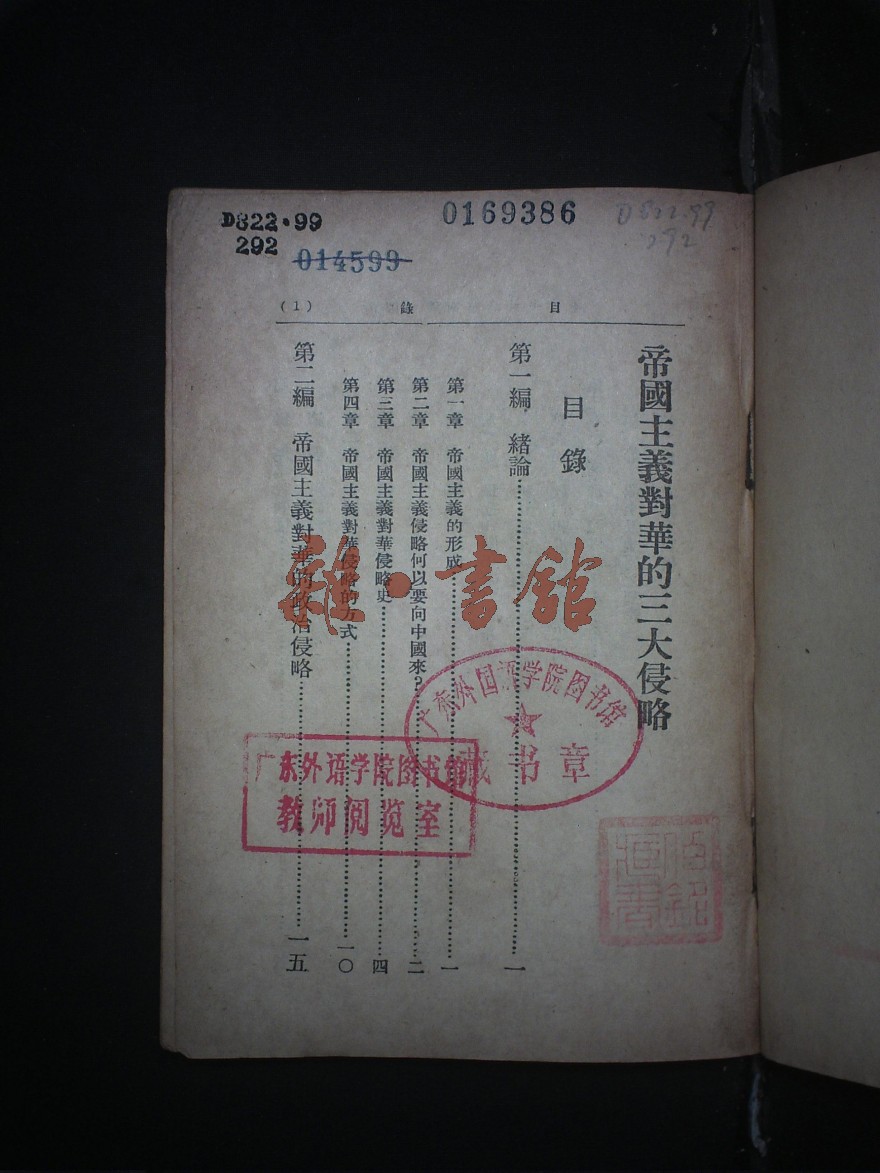 D822·99
292
014599
0169386
D822.99
292
目 錄 (1)
帝國主義對華的三大侵略
目錄
第一編 緒論……一
第一章 帝國主義的形成……一
第二章 帝國主義侵略何以要向中國來?……二
第三章 帝國主義對華侵略史……四
第四章 帝國主義對華侵略的方式……一〇
第二編 帝國主義對華的政治侵略……一五
雜·書館
广东外国语学院图书馆
藏书章
广东外语学院图书馆
教师阅览室